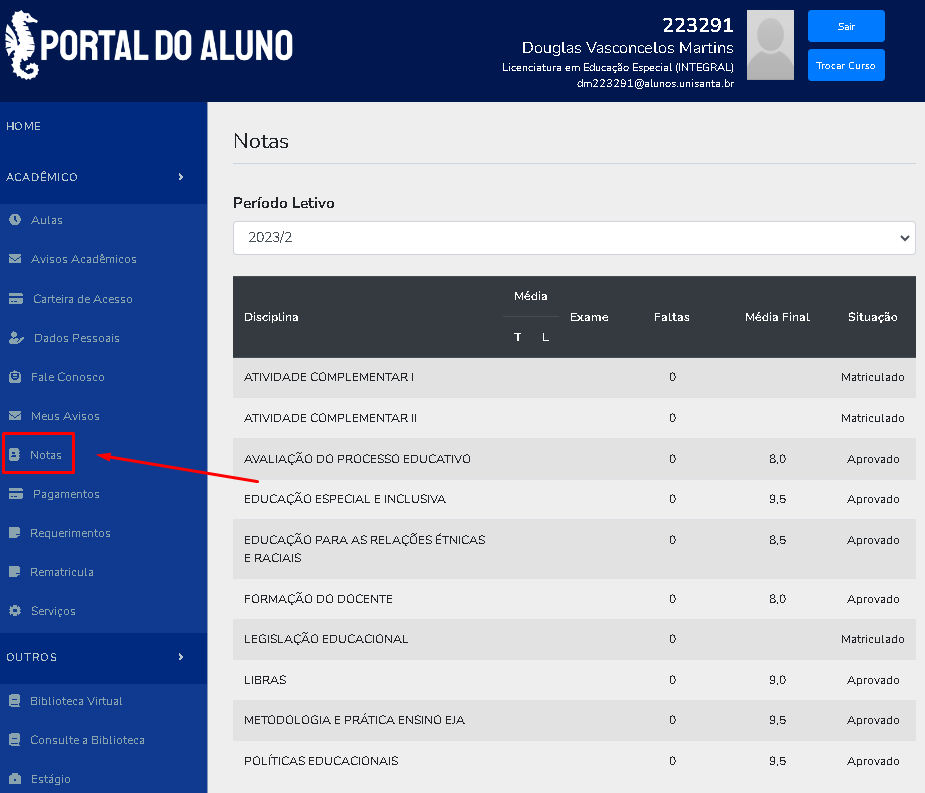 PORTAL DO ALUNO
223291
Douglas Vasconcelos Martins
Licenciatura em Educação Especial (INTEGRAL)
dm223291@alunos.unisanta.br
Sair
Trocar Curso
HOME
ACADÊMICO
Aulas
Avisos Acadêmicos
Carteira de Acesso
Dados Pessoais
Fale Conosco
Meus Avisos
Notas
Pagamentos
Requerimentos
Rematricula
Serviços
OUTROS
Biblioteca Virtual
Consulte a Biblioteca
Estágio
Notas
Período Letivo
2023/2
Disciplina Média T L Exame Faltas Média Final Situação
ATIVIDADE COMPLEMENTAR I 0 Matriculado
ATIVIDADE COMPLEMENTAR II 0 Matriculado
AVALIAÇÃO DO PROCESSO EDUCATIVO 0 8,0 Aprovado
EDUCAÇÃO ESPECIAL E INCLUSIVA 0 9,5 Aprovado
EDUCAÇÃO PARA AS RELAÇÕES ÉTNICAS 0 8,5 Aprovado
E RACIAIS
FORMAÇÃO DO DOCENTE 0 8,0 Aprovado
LEGISLAÇÃO EDUCACIONAL 0 Matriculado
LIBRAS 0 9,0 Aprovado
METODOLOGIA E PRÁTICA ENSINO EJA 0 9,5 Aprovado
POLÍTICAS EDUCACIONAIS 0 9,5 Aprovado